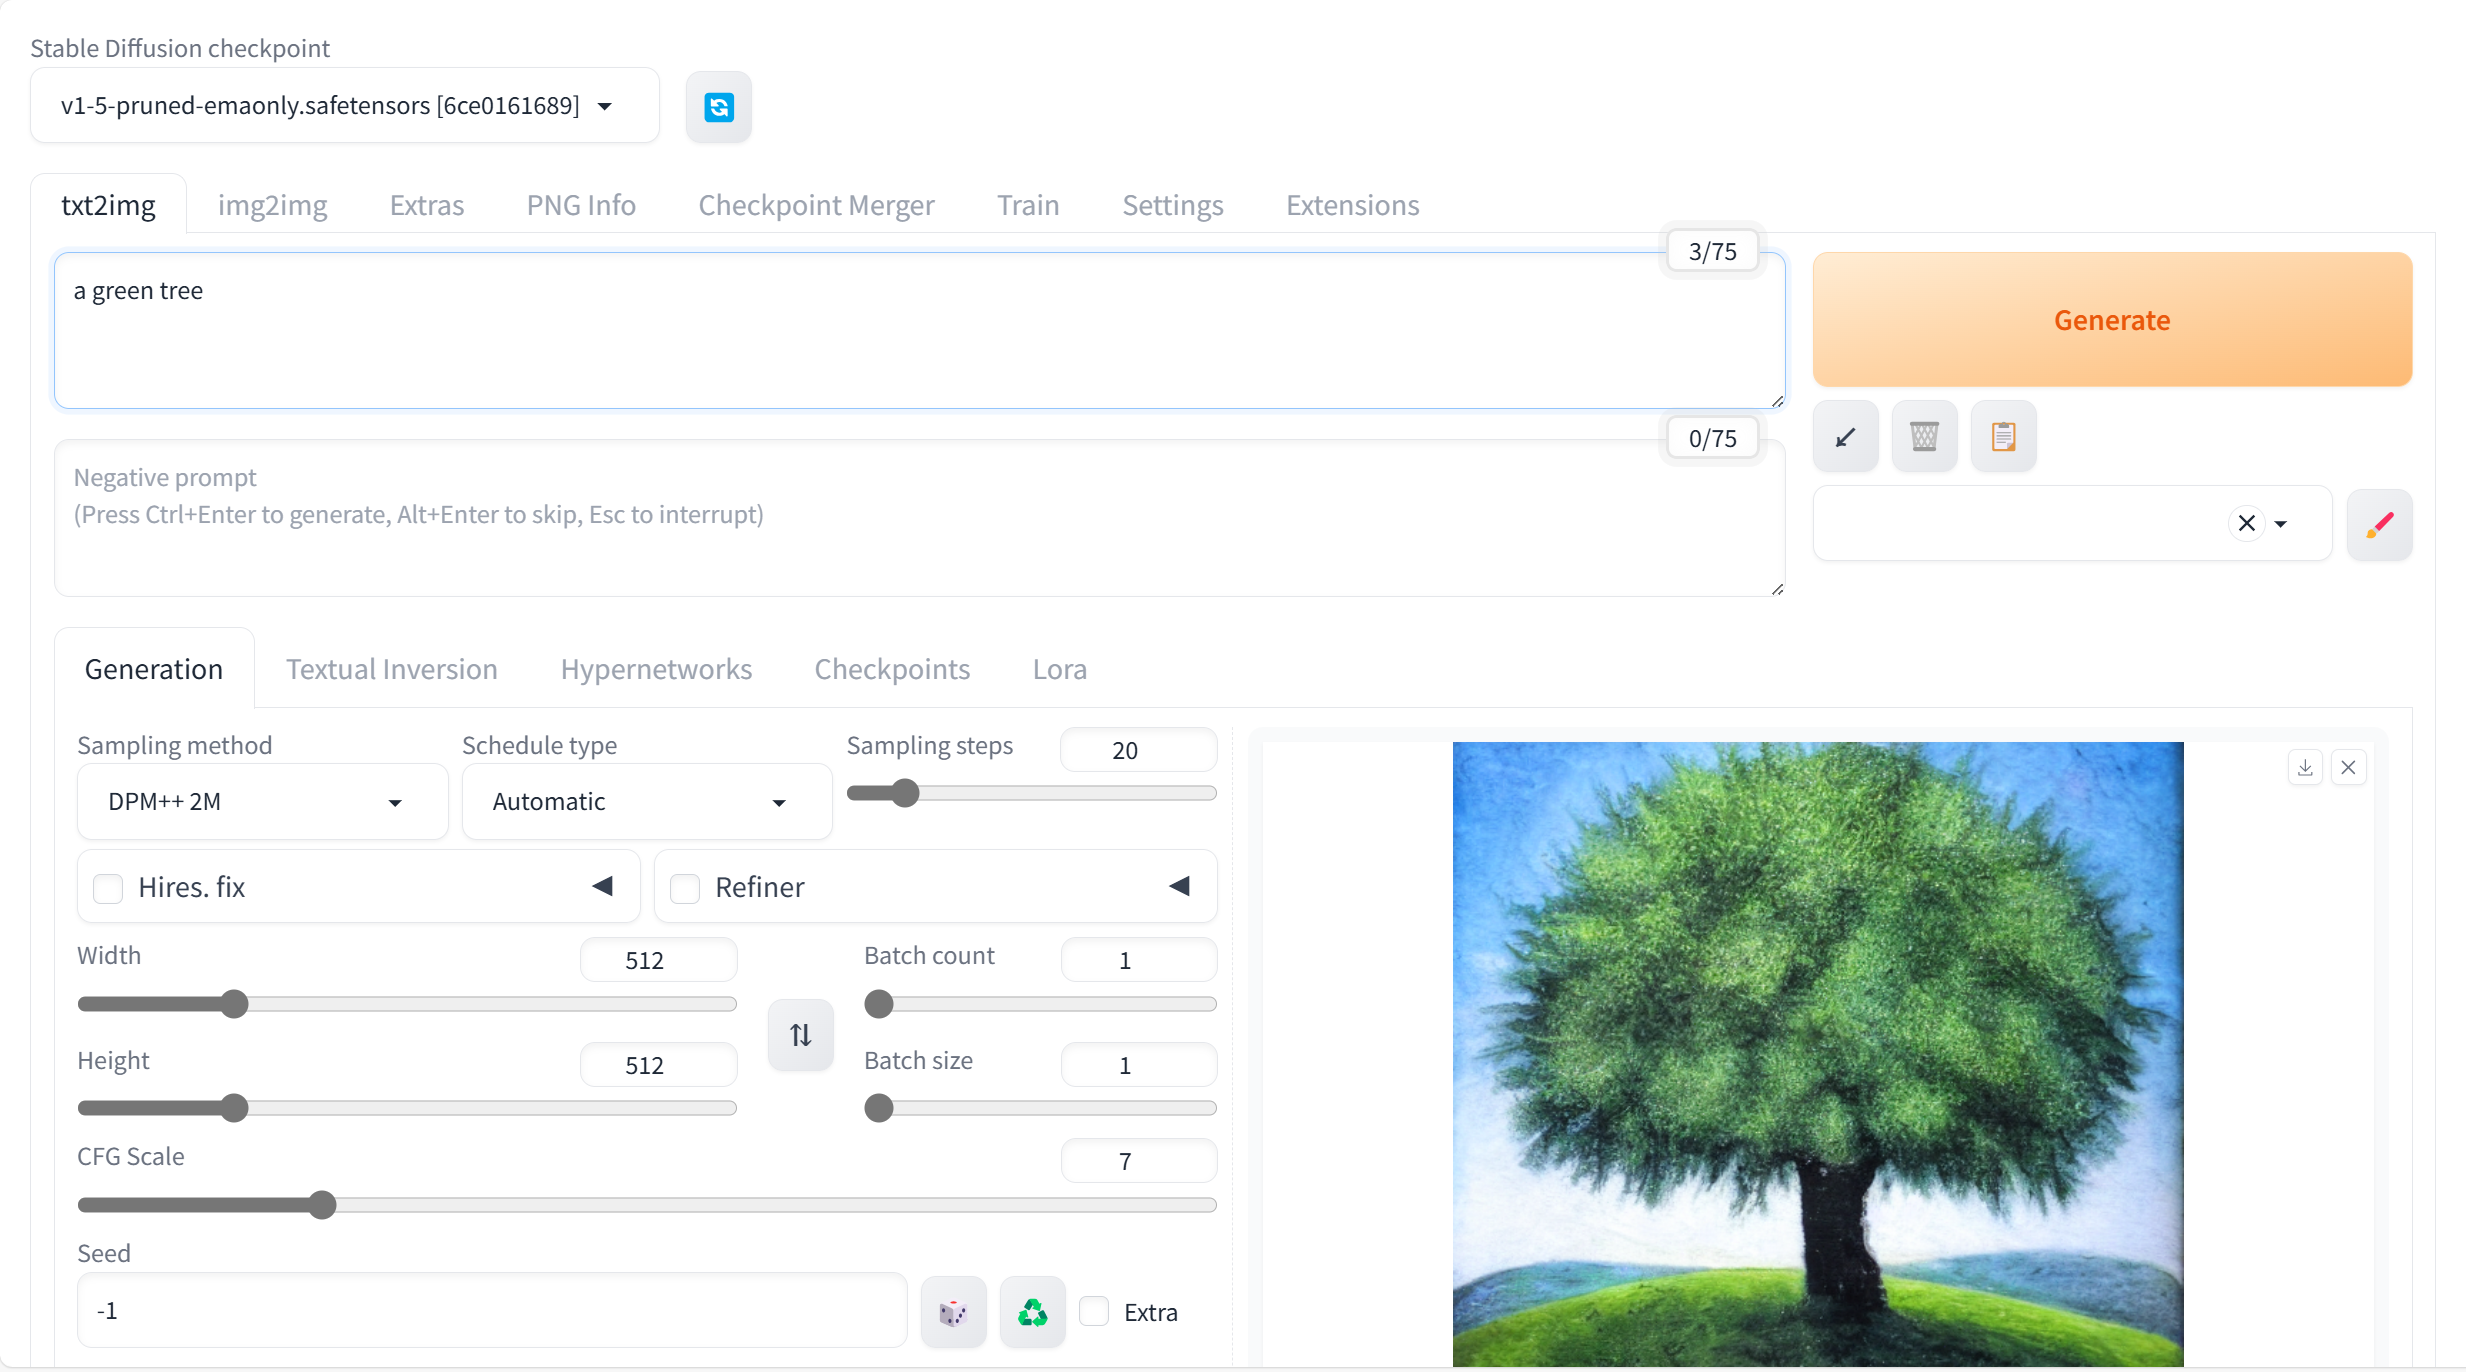 Stable Diffusion checkpoint
v1-5-pruned-emaonly.safetensors [6ce0161689]
txt2img img2img Extras PNG Info Checkpoint Merger Train Settings Extensions
3/75
a green tree
Generate
0/75
Negative prompt
(Press Ctrl+Enter to generate, Alt+Enter to skip, Esc to interrupt)
Generation Textual Inversion Hypernetworks Checkpoints Lora
Sampling method Schedule type Sampling steps 20
DPM++ 2M Automatic
Hires. fix Refiner
Width 512 Batch count 1
Height 512 Batch size 1
CFG Scale 7
Seed
-1 Extra